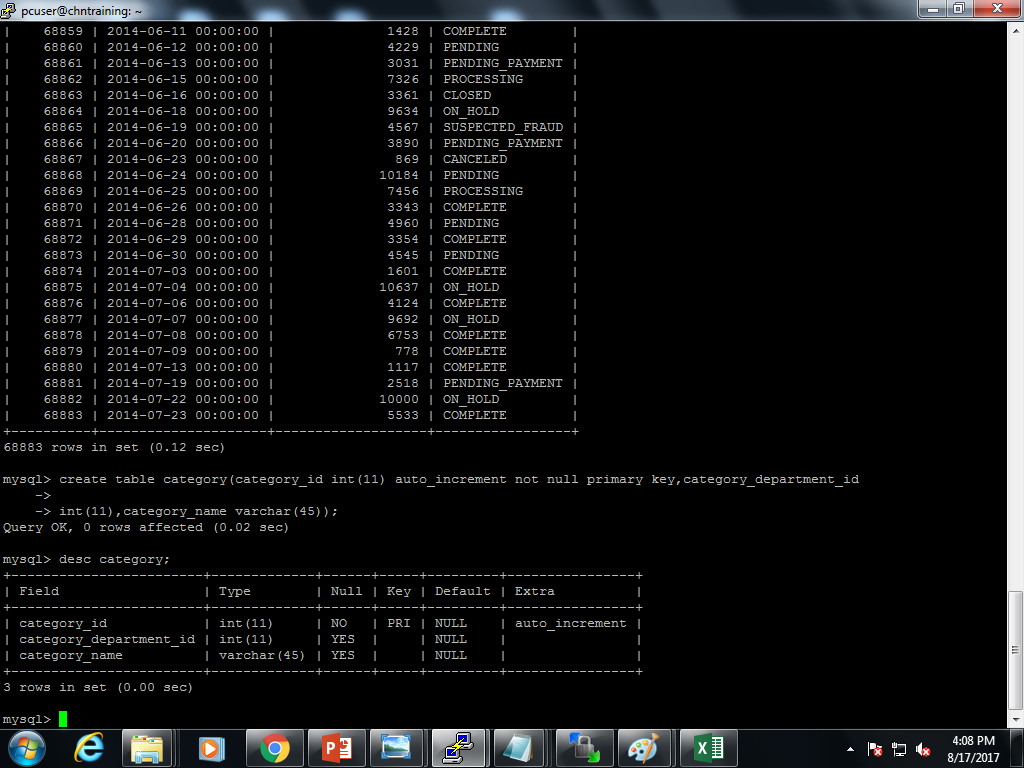 pcuser@chntraining: ~
| 68859 | 2014-06-11 00:00:00 | 1428 | COMPLETE |
| 68860 | 2014-06-12 00:00:00 | 4229 | PENDING |
| 68861 | 2014-06-13 00:00:00 | 3031 | PENDING_PAYMENT |
| 68862 | 2014-06-15 00:00:00 | 7326 | PROCESSING |
| 68863 | 2014-06-16 00:00:00 | 3361 | CLOSED |
| 68864 | 2014-06-18 00:00:00 | 9634 | ON_HOLD |
| 68865 | 2014-06-19 00:00:00 | 4567 | SUSPECTED_FRAUD |
| 68866 | 2014-06-20 00:00:00 | 3890 | PENDING_PAYMENT |
| 68867 | 2014-06-23 00:00:00 | 869 | CANCELED |
| 68868 | 2014-06-24 00:00:00 | 10184 | PENDING |
| 68869 | 2014-06-25 00:00:00 | 7456 | PROCESSING |
| 68870 | 2014-06-26 00:00:00 | 3343 | COMPLETE |
| 68871 | 2014-06-28 00:00:00 | 4960 | PENDING |
| 68872 | 2014-06-29 00:00:00 | 3354 | COMPLETE |
| 68873 | 2014-06-30 00:00:00 | 4545 | PENDING |
| 68874 | 2014-07-03 00:00:00 | 1601 | COMPLETE |
| 68875 | 2014-07-04 00:00:00 | 10637 | ON_HOLD |
| 68876 | 2014-07-06 00:00:00 | 4124 | COMPLETE |
| 68877 | 2014-07-07 00:00:00 | 9692 | ON_HOLD |
| 68878 | 2014-07-08 00:00:00 | 6753 | COMPLETE |
| 68879 | 2014-07-09 00:00:00 | 778 | COMPLETE |
| 68880 | 2014-07-13 00:00:00 | 1117 | COMPLETE |
| 68881 | 2014-07-19 00:00:00 | 2518 | PENDING_PAYMENT |
| 68882 | 2014-07-22 00:00:00 | 10000 | ON_HOLD |
| 68883 | 2014-07-23 00:00:00 | 5533 | COMPLETE |
+----------+---------------------+-------------------+-----------------+
68883 rows in set (0.12 sec)
mysql> create table category(category_id int(11) auto_increment not null primary key,category_department_id
->
-> int(11),category_name varchar(45));
Query OK, 0 rows affected (0.02 sec)
mysql> desc category;
+------------------------+-------------+------+-----+---------+----------------+
| Field | Type | Null | Key | Default | Extra |
+------------------------+-------------+------+-----+---------+----------------+
| category_id | int(11) | NO | PRI | NULL | auto_increment |
| category_department_id | int(11) | YES | | NULL | |
| category_name | varchar(45) | YES | | NULL | |
+------------------------+-------------+------+-----+---------+----------------+
3 rows in set (0.00 sec)
mysql>
4:08 PM
8/17/2017